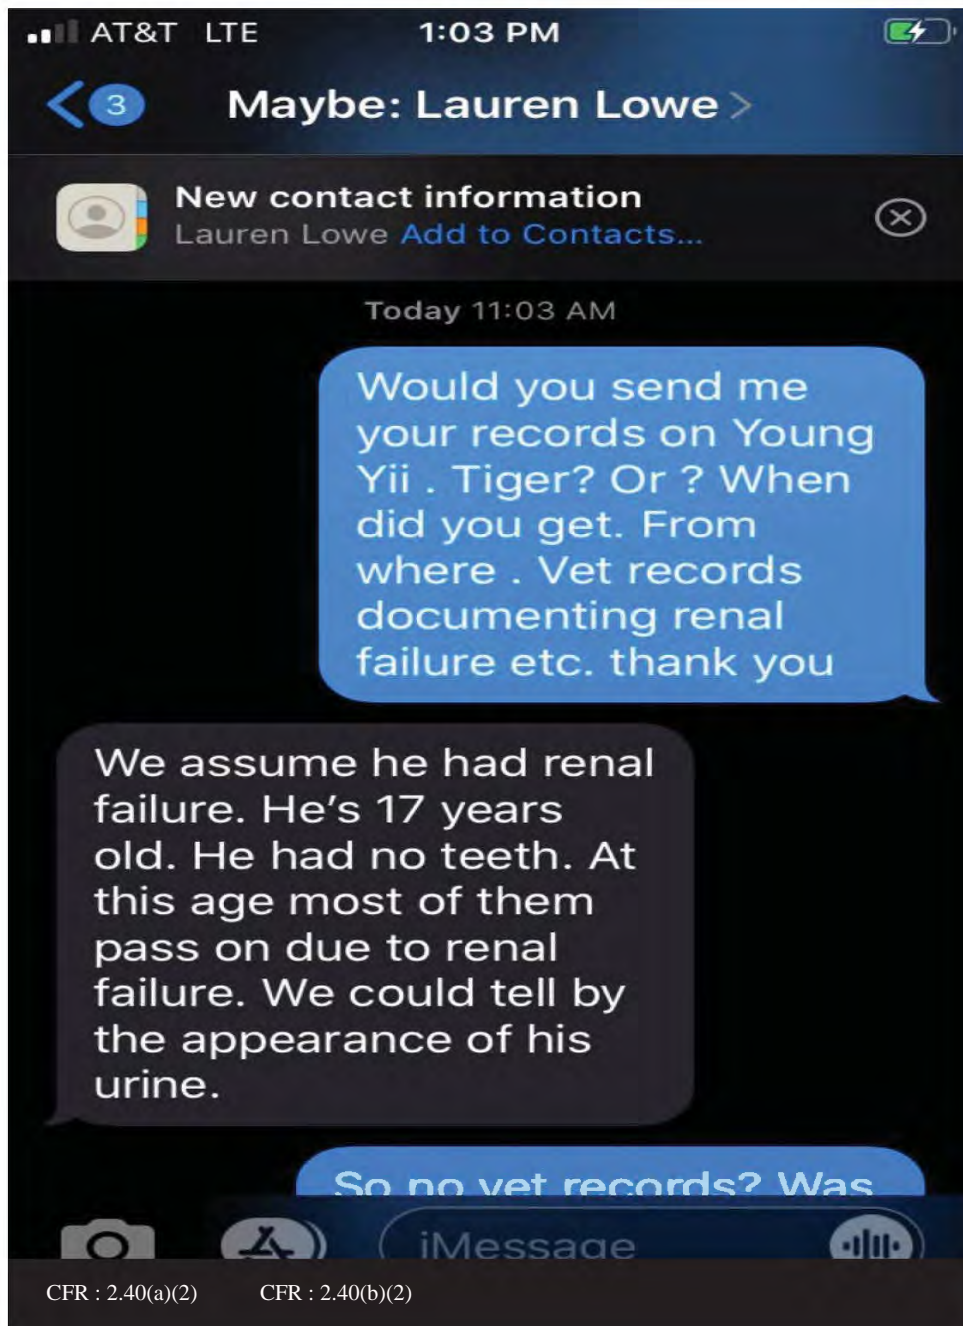 AT&T LTE 1:03 PM
3 Maybe: Lauren Lowe
New contact information
Lauren Lowe Add to Contacts...
Today 11:03 AM
Would you send me
your records on Young
Yii . Tiger? Or ? When
did you get. From
where . Vet records
documenting renal
failure etc. thank you
We assume he had renal
failure. He's 17 years
old. He had no teeth. At
this age most of them
pass on due to renal
failure. We could tell by
the appearance of his
urine.
So no vet records? Was
iMessage
CFR : 2.40(a)(2) CFR : 2.40(b)(2)